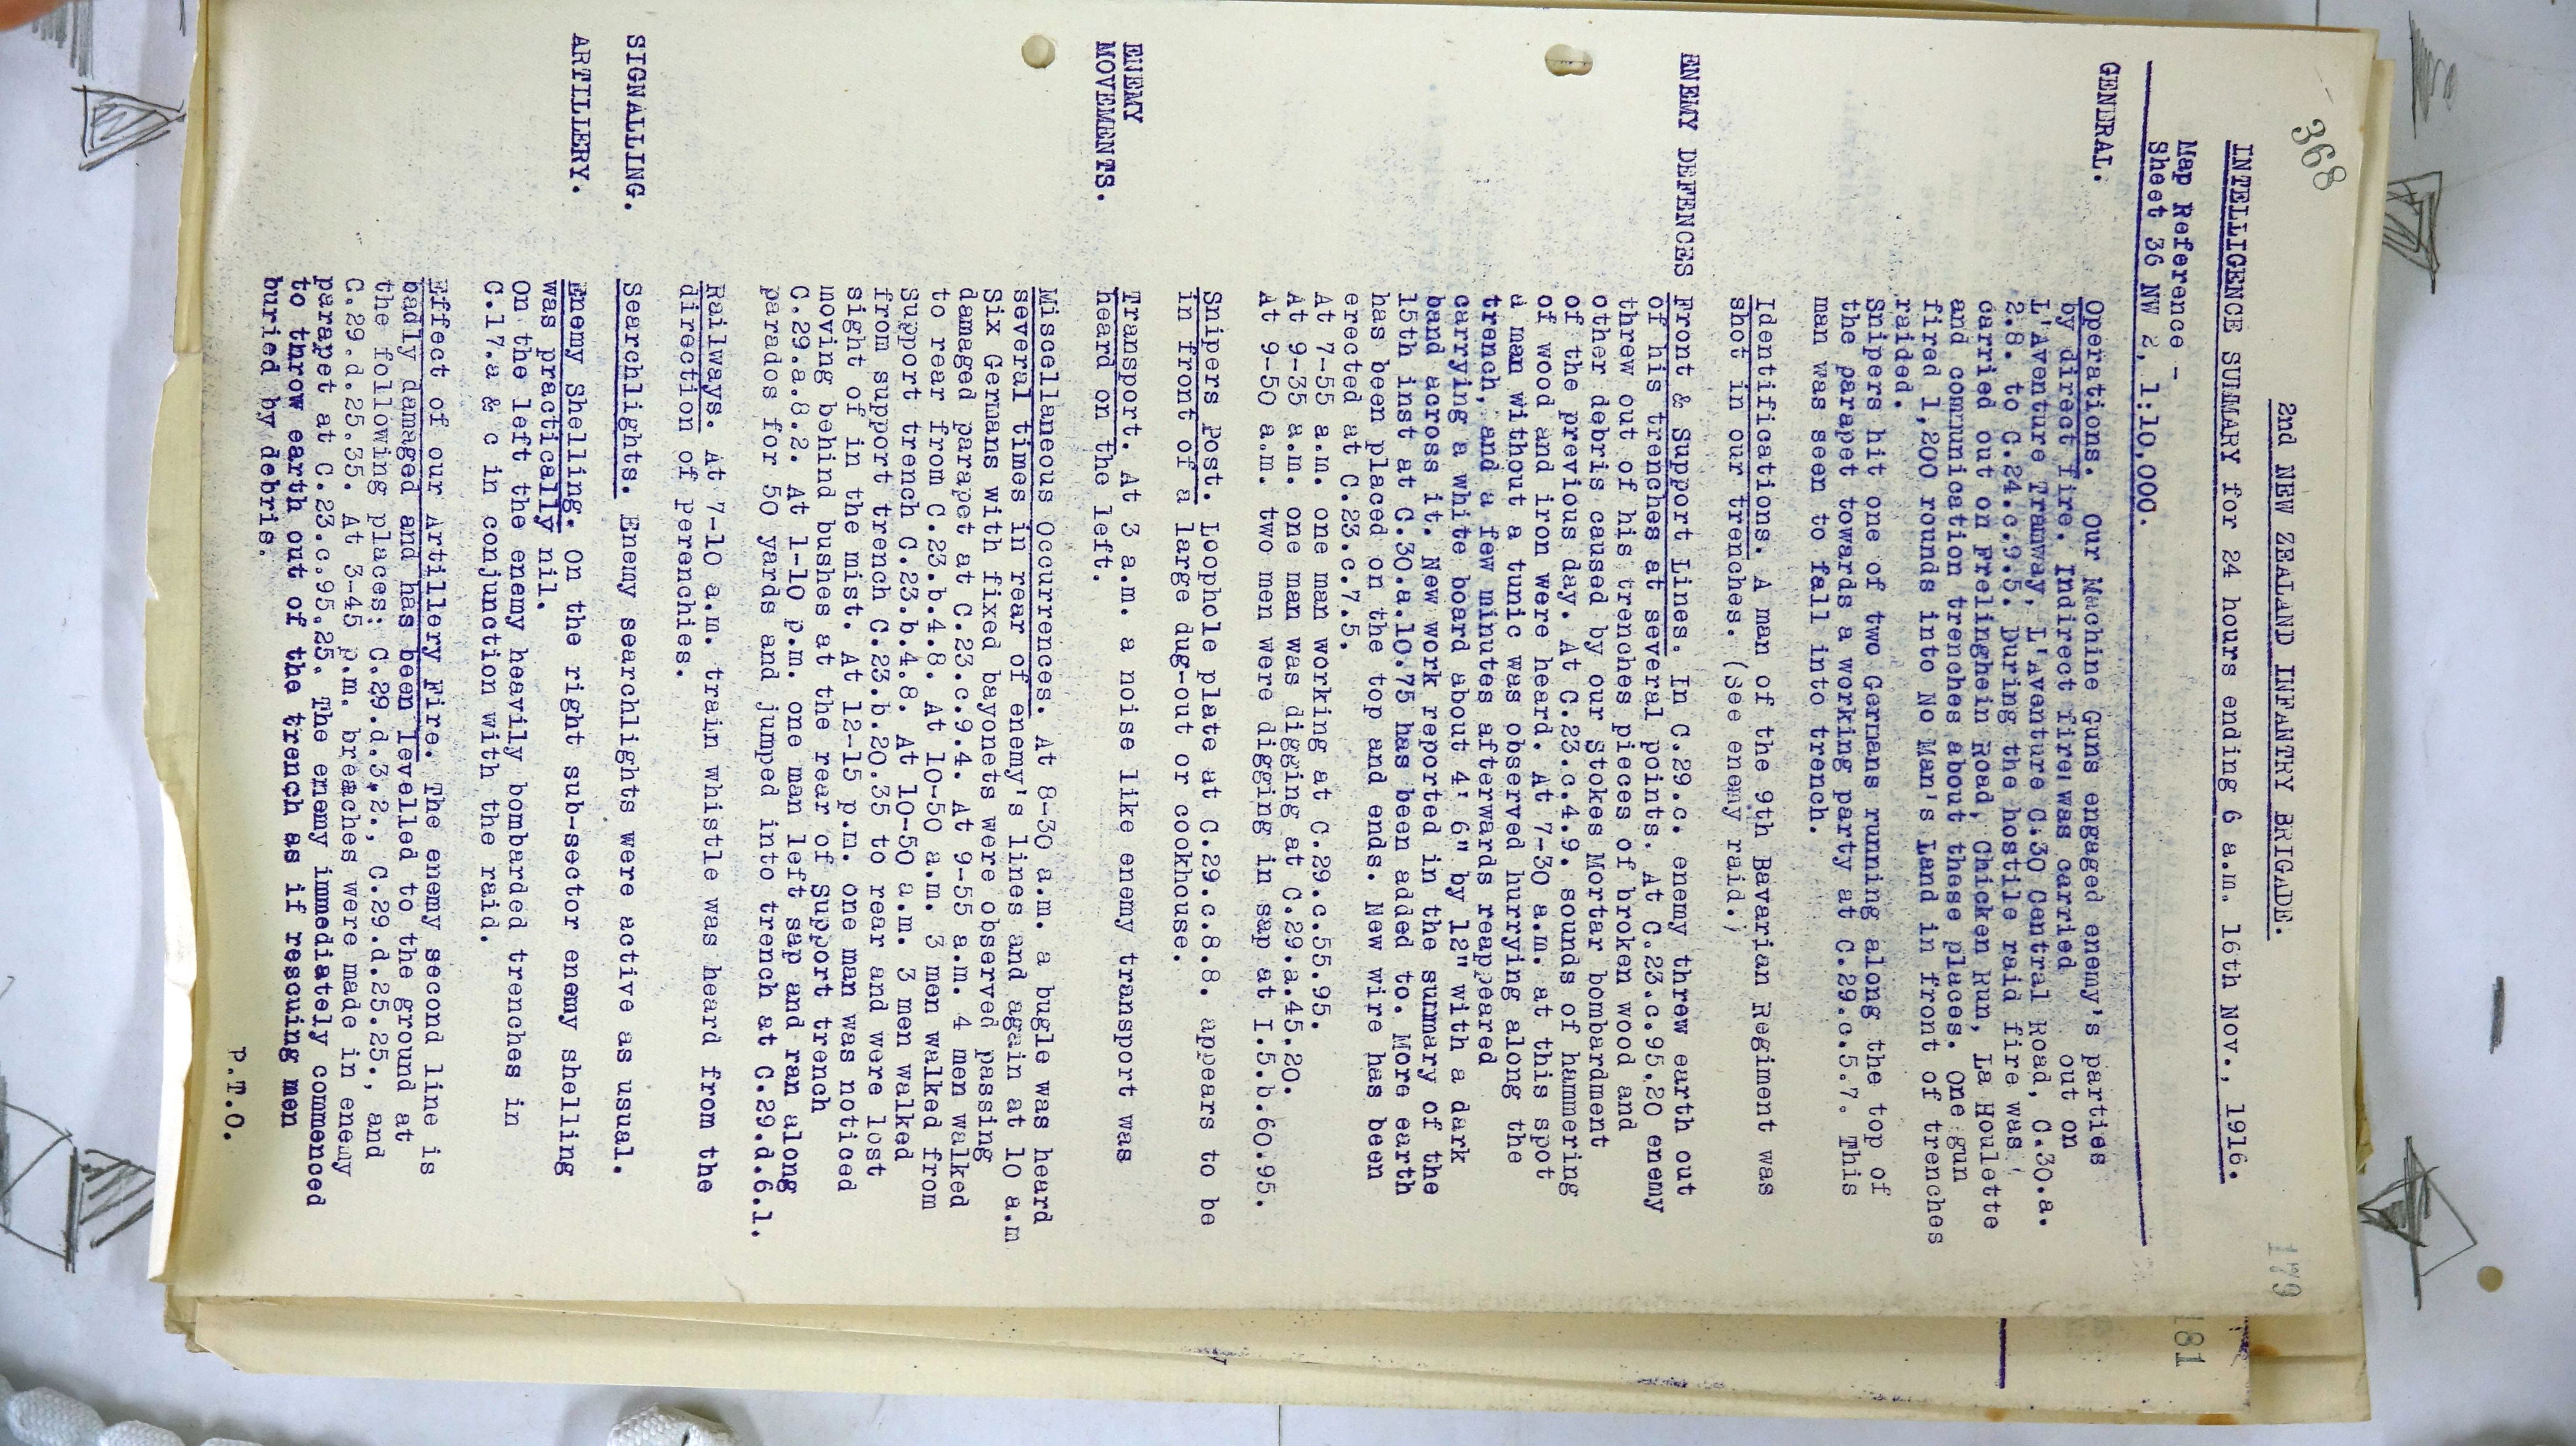 368
179
181
2nd NEW ZEALAND INFANTRY BRIGADE.
INTELLIGENCE SUMMARY for 24 hours ending 6 a.m. 16th Nov., 1916.
Map Reference -
Sheet 36 NW 2, 1:10,000.
GENERAL. Operations. Our Machine Guns engaged enemy's parties
by direct fire. Indirect fire was carried out on
L'Aventure Tramway, L'Aventure C.30 Central Road, C.30.a.
2.8. to C.24.c.9.5. During the hostile raid fire was
carried out on Frelinghein Road, Chicken Run, La Houlette
and communication trenches about these places. One gun
fired 1,200 rounds into No Man's Land in front of trenches
raided.
Snipers hit one of two Germans running along the top of
the parapet towards a working party at C.29.c.5.7. This
man was seen to fall into trench.
Identifications. A man of the 9th Bavarian Regiment was
shot in our trenches. (See enemy raid.)
ENEMY DEFENCES Front & Support Lines. In C.29.c. enemy threw earth out
of his trenches at several points. At C.23.c.95.20 enemy
threw out of his trenches pieces of broken wood and
other debris caused by our Stokes Mortar bombardment
of the previous day. At C.23.c.4.9. sounds of hammering
of wood and iron were heard. At 7-30 a.m. at this spot
a man without a tunic was observed hurrying along the
trench, and a few minutes afterwards reappeared
carrying a white board about 4' 6" by 12" with a dark
band across it. New work reported in the summary of the
15th inst at C.30.a.10.75 has been added to. More earth
has been placed on the top and ends. New wire has been
erected at C.23.c.7.5.
At 7-55 a.m. one man working at C.29.c.55.95.
At 9-35 a.m. one man was digging at C.29.a.45.20.
At 9-50 a.m. two men were digging in sap at I.5.b.60.95.
Snipers Post. Loophole plate at C.29.c.8.8. appears to be
in front of a large dug-out or cookhouse.
ENEMY
MOVEMENTS. Transport. At 3 a.m. a noise like enemy transport was
heard on the left.
Miscellaneous Occurrences. At 8-30 a.m. a bugle was heard
several times in rear of enemy's lines and again at 10 a.m
Six Germans with fixed bayonets were observed passing
damaged parapet at C.23.c.9.4. At 9-55 a.m. 4 men walked
to rear from C.23.b.4.8. At 10-50 a.m. 3 men walked from
Support trench C.23.b.4.8. At 10-50 a.m. 3 men walked
from support trench C.23.b.20.35 to rear and were lost
sight of in the mist. At 12-15 p.m. one man was noticed
moving behind bushes at the rear of Support trench
C.29.a.8.2. At 1-10 p.m. one man left sap and ran along
parados for 50 yards and jumped into trench at C.29.d.6.1.
Railways. At 7-10 a.m. train whistle was heard from the
direction of perenchies.
SIGNALLING. Searchlights. Enemy searchlights were active as usual.
ARTILLERY. Enemy Shelling. On the right sub-sector enemy shelling
was practically nil.
On the left the enemy heavily bombarded trenches in
C.17.a & c in conjunction with the raid.
Effect of our Artillery Fire. The enemy second line is
badly damaged and has been levelled to the ground at
the following places: C.29.d.3.2., C.29.d.25.25., and
C.29.d.25.35. At 3-45 p.m. breaches were made in enemy
parapet at C.23.c.95.25. The enemy immediately commenced
to throw earth out of the trench as if rescuing men
buried by debris.
P.T.O.